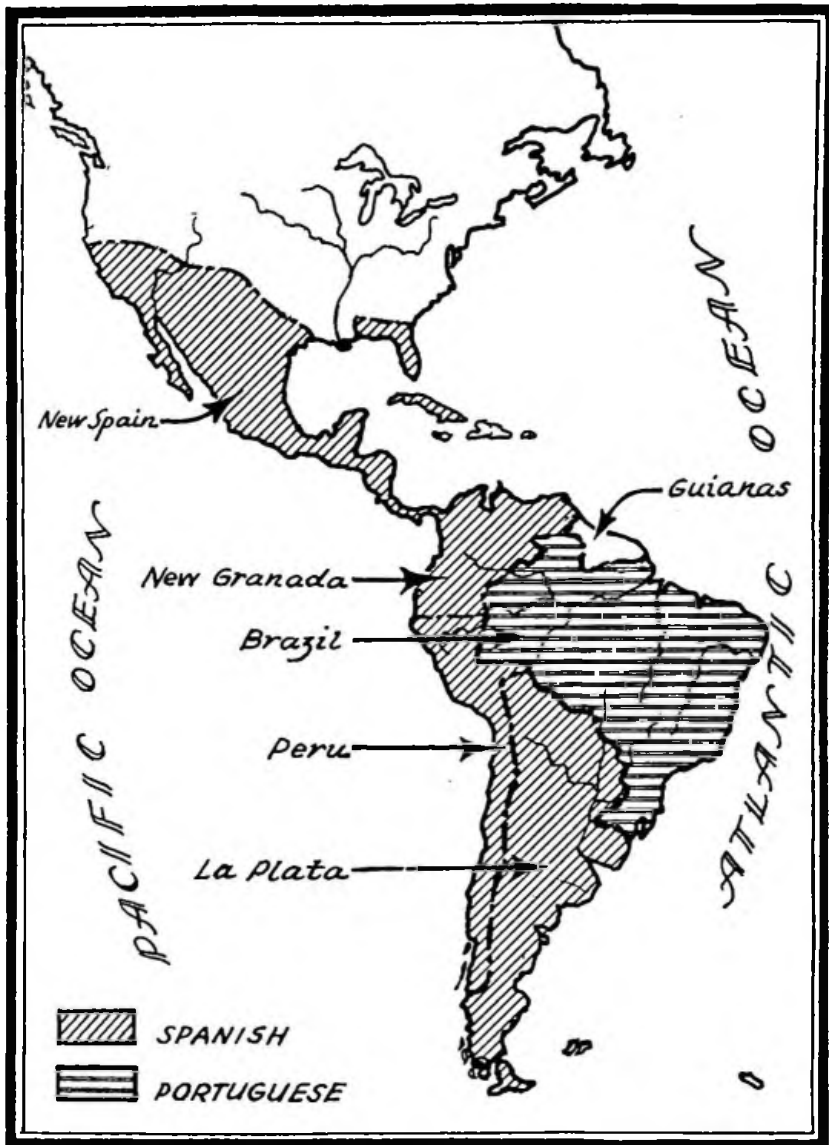 New Spain
Guianas
New Granada
Brazil
Peru
La Plata
PACIFIC OCEAN
ATLANTIC OCEAN
SPANISH
PORTUGUESE